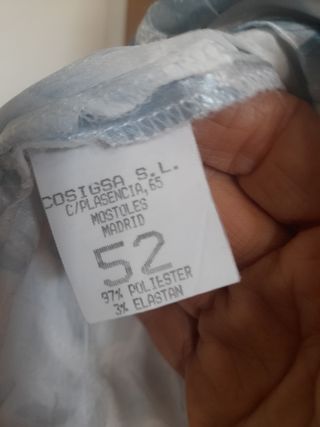 COSIGSA S.L.
C/PLASENCIA, 65
MOSTOLES
MADRID
52
97% POLIESTER
3% ELASTAN